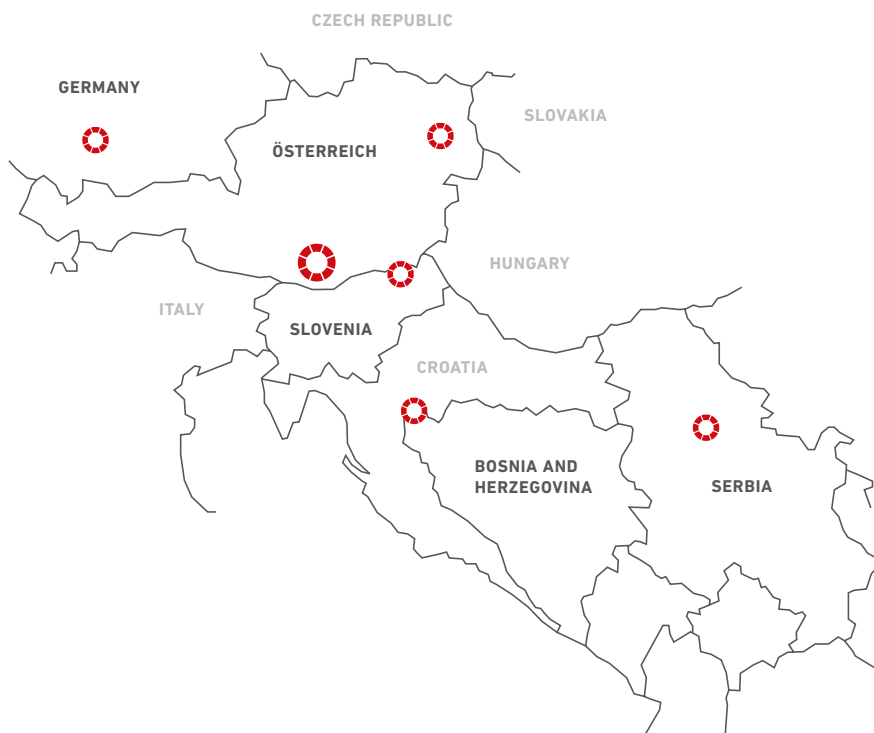 CZECH REPUBLIC
GERMANY
SLOVAKIA
ÖSTERREICH
HUNGARY
ITALY
SLOVENIA
CROATIA
BOSNIA AND
HERZEGOVINA
SERBIA